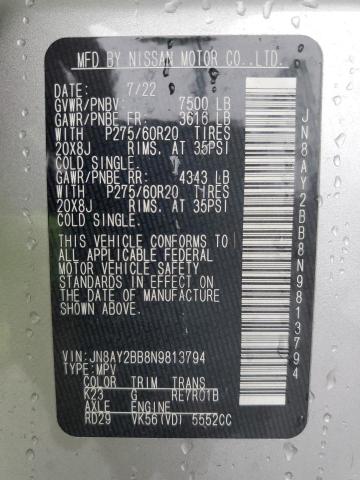 MFD BY NISSAN MOTOR CO.,LTD.
DATE: 7/22
GVWR/PNBV: 7500 LB
GAWR/PNBE FR: 3616 LB
WITH P275/60R20 TIRES
20X8J RIMS, AT 35PSI
COLD SINGLE.
GAWR/PNBE RR: 4343 LB
WITH P275/60R20 TIRES
20X8J RIMS, AT 35PSI
COLD SINGLE.
THIS VEHICLE CONFORMS TO
ALL APPLICABLE FEDERAL
MOTOR VEHICLE SAFETY
STANDARDS IN EFFECT ON
THE DATE OF MANUFACTURE
SHOWN ABOVE.
VIN:JN8AY2BB8N9813794
TYPE:MPV
COLOR TRIM TRANS
K23 G RE7R01B
AXLE ENGINE
RD29 VK56(VD) 5552CC
JN8AY2BB8N9813794